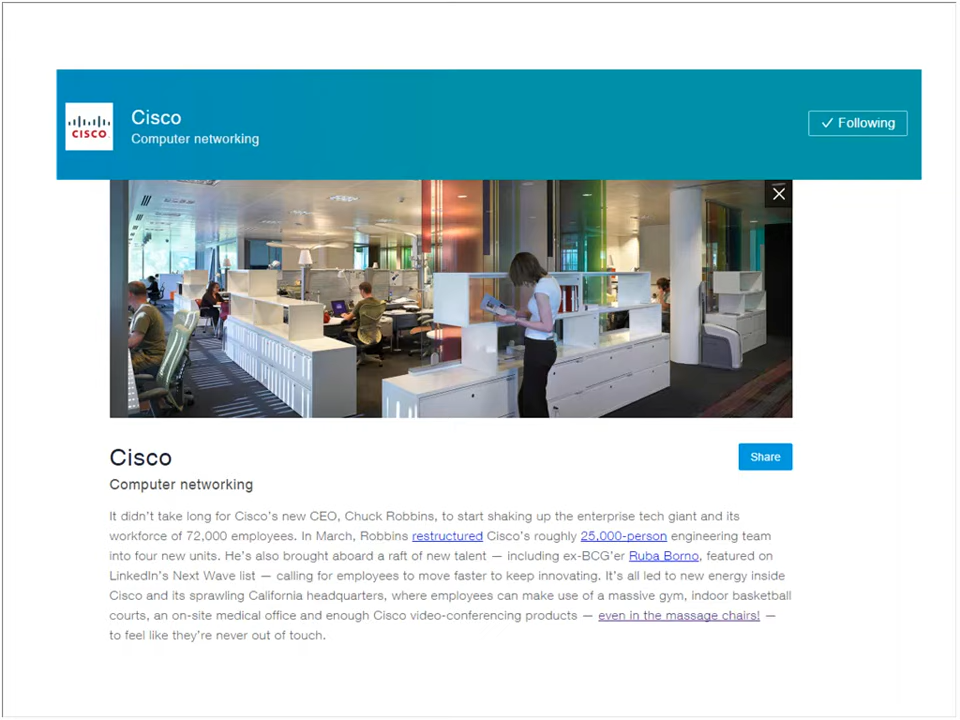 Cisco
Computer networking
CISCO
Following
Cisco
Share
Computer networking
It didn't take long for Cisco's new CEO, Chuck Robbins, to start shaking up the enterprise tech giant and its
workforce of 72,000 employees. In March, Robbins restructured Cisco's roughly 25,000-person engineering team
into four new units. He's also brought aboard a raft of new talent — including ex-BCG'er Ruba Borno, featured on
LinkedIn's Next Wave list — calling for employees to move faster to keep innovating. It's all led to new energy inside
Cisco and its sprawling California headquarters, where employees can make use of a massive gym, indoor basketball
courts, an on-site medical office and enough Cisco video-conferencing products — even in the massage chairs! —
to feel like they're never out of touch.